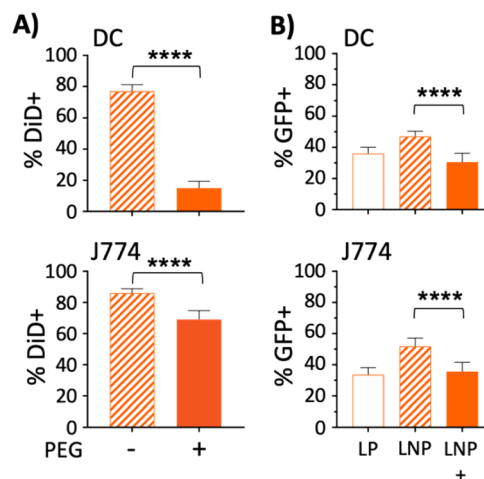 A)
B)
DC
DC
****
****
% DiD+
% GFP+
100
80
60
40
20
0
100
80
60
40
20
0
J774
J774
****
****
% DiD+
% GFP+
100
80
60
40
20
0
100
80
60
40
20
0
PEG - +
LP LNP LNP
+